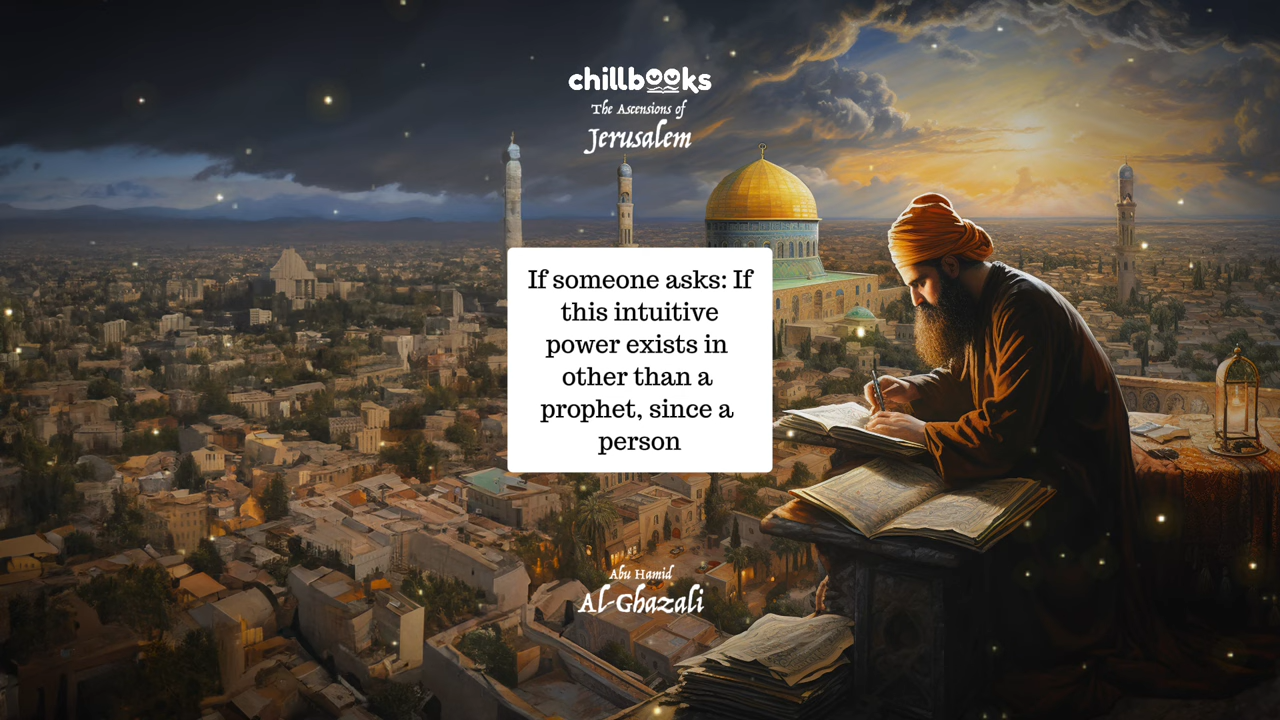 chillbooks
The Ascensions of
Jerusalem
If someone asks: If
this intuitive
power exists in
other than a
prophet, since a
person
Abu Hamid
Al-Ghazali